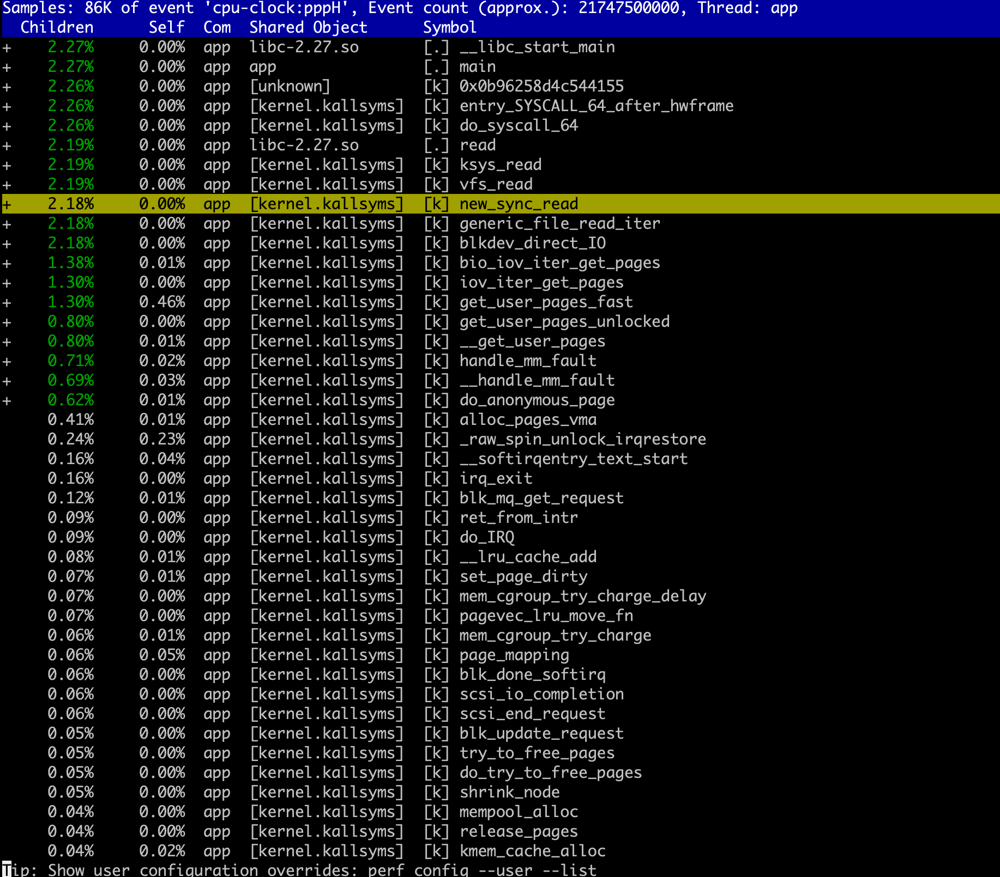 Samples: 86K of event 'cpu-clock:pppH', Event count (approx.): 21747500000, Thread: app
Children Self Com Shared Object Symbol
+ 2.27% 0.00% app libc-2.27.so [.] __libc_start_main
+ 2.27% 0.00% app app [.] main
+ 2.26% 0.00% app [unknown] [k] 0x0b96258d4c544155
+ 2.26% 0.00% app [kernel.kallsyms] [k] entry_SYSCALL_64_after_hwframe
+ 2.26% 0.00% app [kernel.kallsyms] [k] do_syscall_64
+ 2.19% 0.00% app libc-2.27.so [.] read
+ 2.19% 0.00% app [kernel.kallsyms] [k] ksys_read
+ 2.19% 0.00% app [kernel.kallsyms] [k] vfs_read
+ 2.18% 0.00% app [kernel.kallsyms] [k] new_sync_read
+ 2.18% 0.00% app [kernel.kallsyms] [k] generic_file_read_iter
+ 2.18% 0.00% app [kernel.kallsyms] [k] blkdev_direct_IO
+ 1.38% 0.01% app [kernel.kallsyms] [k] bio_iov_iter_get_pages
+ 1.30% 0.00% app [kernel.kallsyms] [k] iov_iter_get_pages
+ 1.30% 0.46% app [kernel.kallsyms] [k] get_user_pages_fast
+ 0.80% 0.00% app [kernel.kallsyms] [k] get_user_pages_unlocked
+ 0.80% 0.01% app [kernel.kallsyms] [k] __get_user_pages
+ 0.71% 0.02% app [kernel.kallsyms] [k] handle_mm_fault
+ 0.69% 0.03% app [kernel.kallsyms] [k] __handle_mm_fault
+ 0.62% 0.01% app [kernel.kallsyms] [k] do_anonymous_page
0.41% 0.01% app [kernel.kallsyms] [k] alloc_pages_vma
0.24% 0.23% app [kernel.kallsyms] [k] _raw_spin_unlock_irqrestore
0.16% 0.04% app [kernel.kallsyms] [k] __softirqentry_text_start
0.16% 0.00% app [kernel.kallsyms] [k] irq_exit
0.12% 0.01% app [kernel.kallsyms] [k] blk_mq_get_request
0.09% 0.00% app [kernel.kallsyms] [k] ret_from_intr
0.09% 0.00% app [kernel.kallsyms] [k] do_IRQ
0.08% 0.01% app [kernel.kallsyms] [k] __lru_cache_add
0.07% 0.01% app [kernel.kallsyms] [k] set_page_dirty
0.07% 0.00% app [kernel.kallsyms] [k] mem_cgroup_try_charge_delay
0.07% 0.00% app [kernel.kallsyms] [k] pagevec_lru_move_fn
0.06% 0.01% app [kernel.kallsyms] [k] mem_cgroup_try_charge
0.06% 0.05% app [kernel.kallsyms] [k] page_mapping
0.06% 0.00% app [kernel.kallsyms] [k] blk_done_softirq
0.06% 0.00% app [kernel.kallsyms] [k] scsi_io_completion
0.06% 0.00% app [kernel.kallsyms] [k] scsi_end_request
0.05% 0.00% app [kernel.kallsyms] [k] blk_update_request
0.05% 0.00% app [kernel.kallsyms] [k] try_to_free_pages
0.05% 0.00% app [kernel.kallsyms] [k] do_try_to_free_pages
0.05% 0.00% app [kernel.kallsyms] [k] shrink_node
0.04% 0.00% app [kernel.kallsyms] [k] mempool_alloc
0.04% 0.00% app [kernel.kallsyms] [k] release_pages
0.04% 0.02% app [kernel.kallsyms] [k] kmem_cache_alloc
Tip: Show user configuration overrides: perf config --user --list